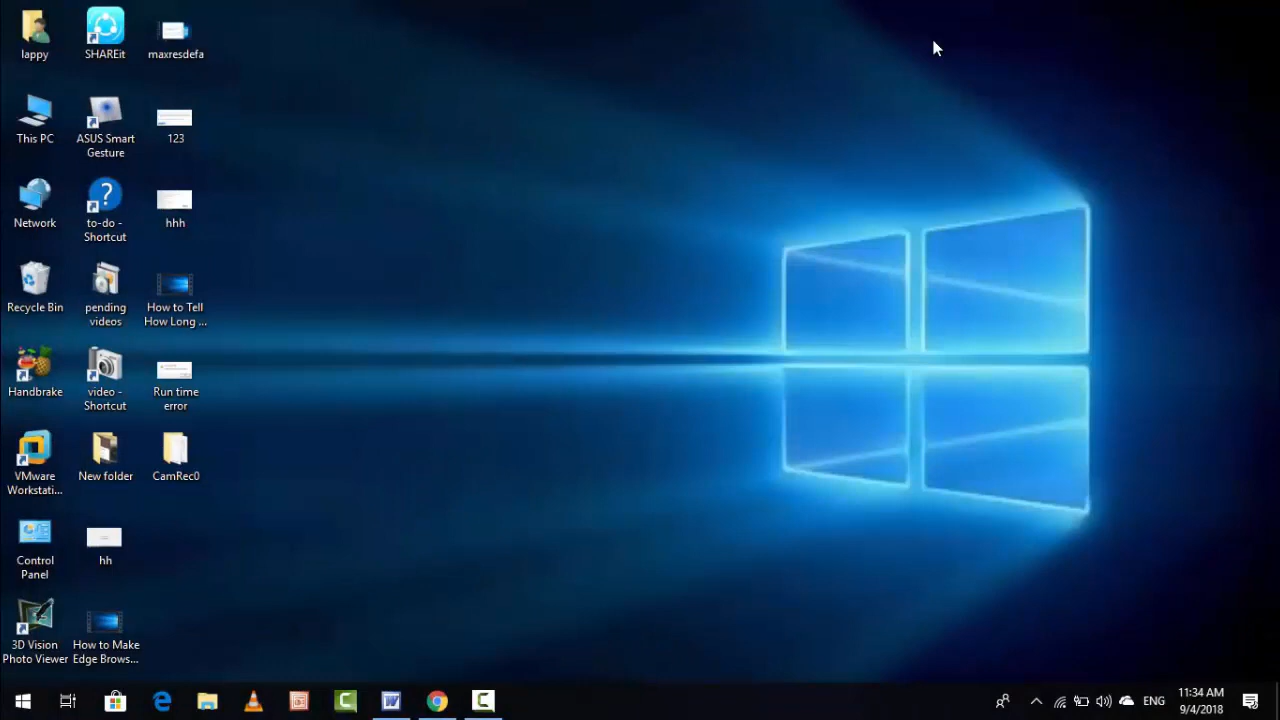 lappy
SHAREit
maxresdefa
This PC
ASUS Smart
Gesture
123
Network
to-do -
Shortcut
hhh
Recycle Bin
pending
videos
How to Tell
How Long ...
Handbrake
video -
Shortcut
Run time
error
VMware
Workstati...
New folder
CamRec0
Control
Panel
hh
3D Vision
Photo Viewer
How to Make
Edge Brows...
ENG
11:34 AM
9/4/2018